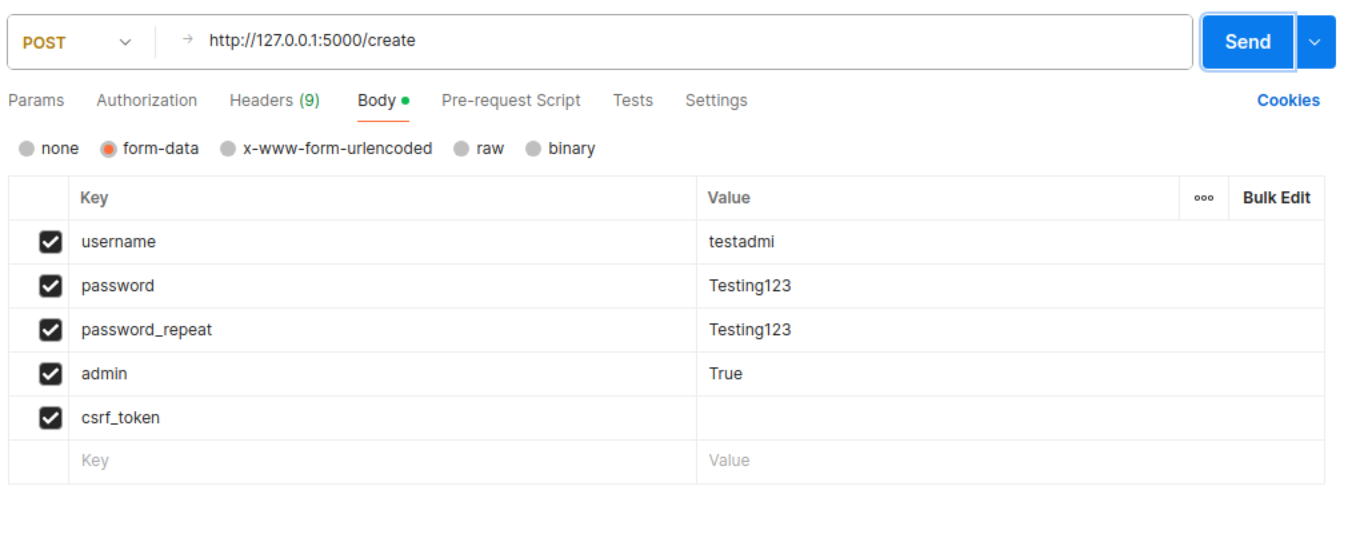 POST → http://127.0.0.1:5000/create Send
Params Authorization Headers (9) Body Pre-request Script Tests Settings Cookies
none form-data x-www-form-urlencoded raw binary
Key Value ooo Bulk Edit
username testadmi
password Testing123
password_repeat Testing123
admin True
csrf_token
Key Value